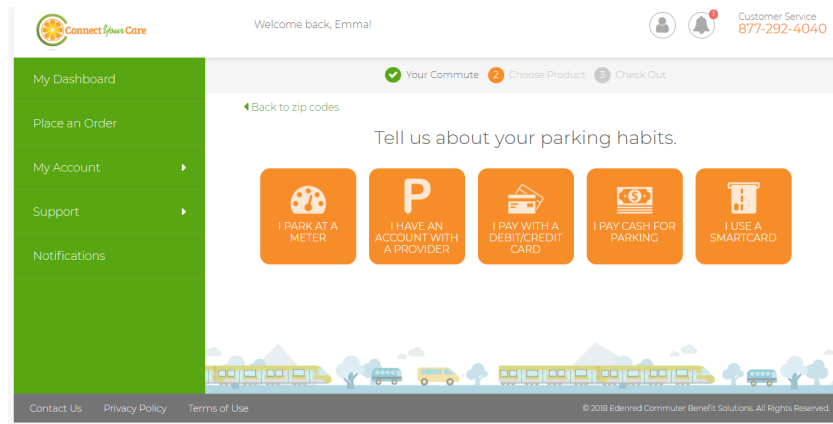 Connect Your Care
Welcome back, Emma!
1
Customer Service
877-292-4040
My Dashboard
Place an Order
My Account
Support
Notifications
Your Commute 2 Choose Product 3 Check Out
Back to zip codes
Tell us about your parking habits.
I PARK AT A
METER
P
I HAVE AN
ACCOUNT WITH
A PROVIDER
I PAY WITH A
DEBIT/CREDIT
CARD
$
I PAY CASH FOR
PARKING
I USE A
SMARTCARD
Contact Us Privacy Policy Terms of Use
© 2018 Edenred Commuter Benefit Solutions. All Rights Reserved.